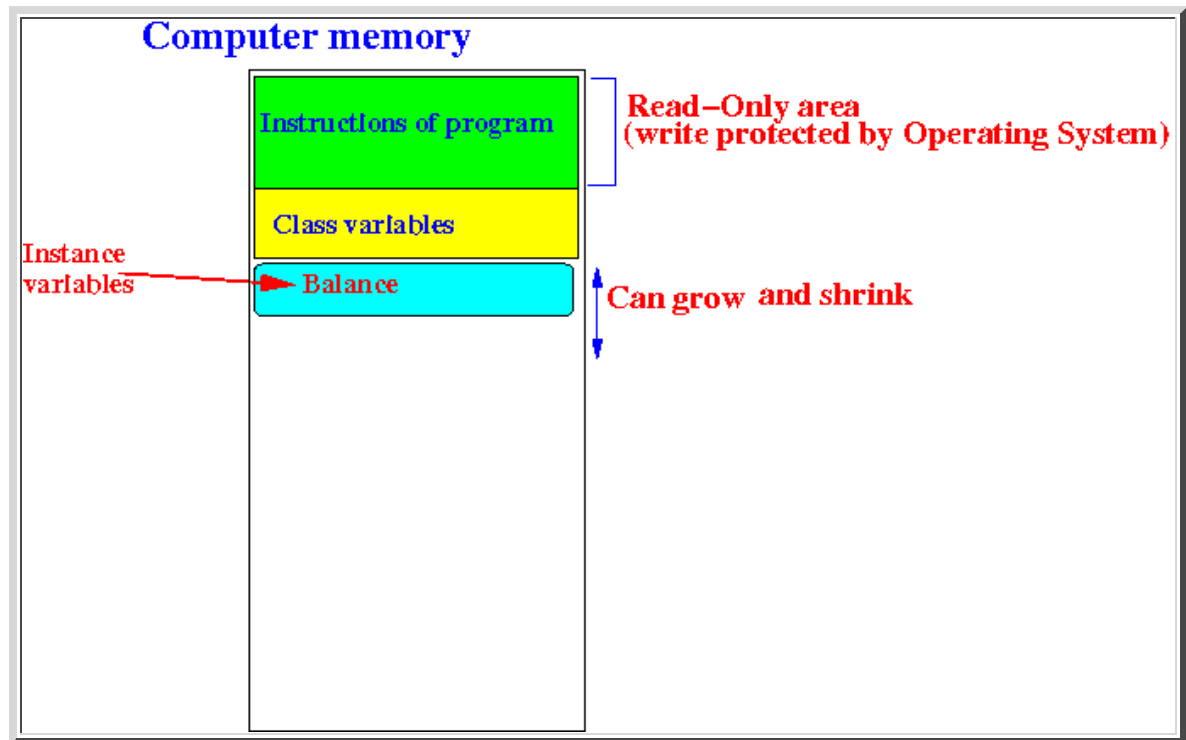 Computer memory
Instructions of program
Read-Only area
(write protected by Operating System)
Class variables
Instance
variables
Balance
Can grow and shrink